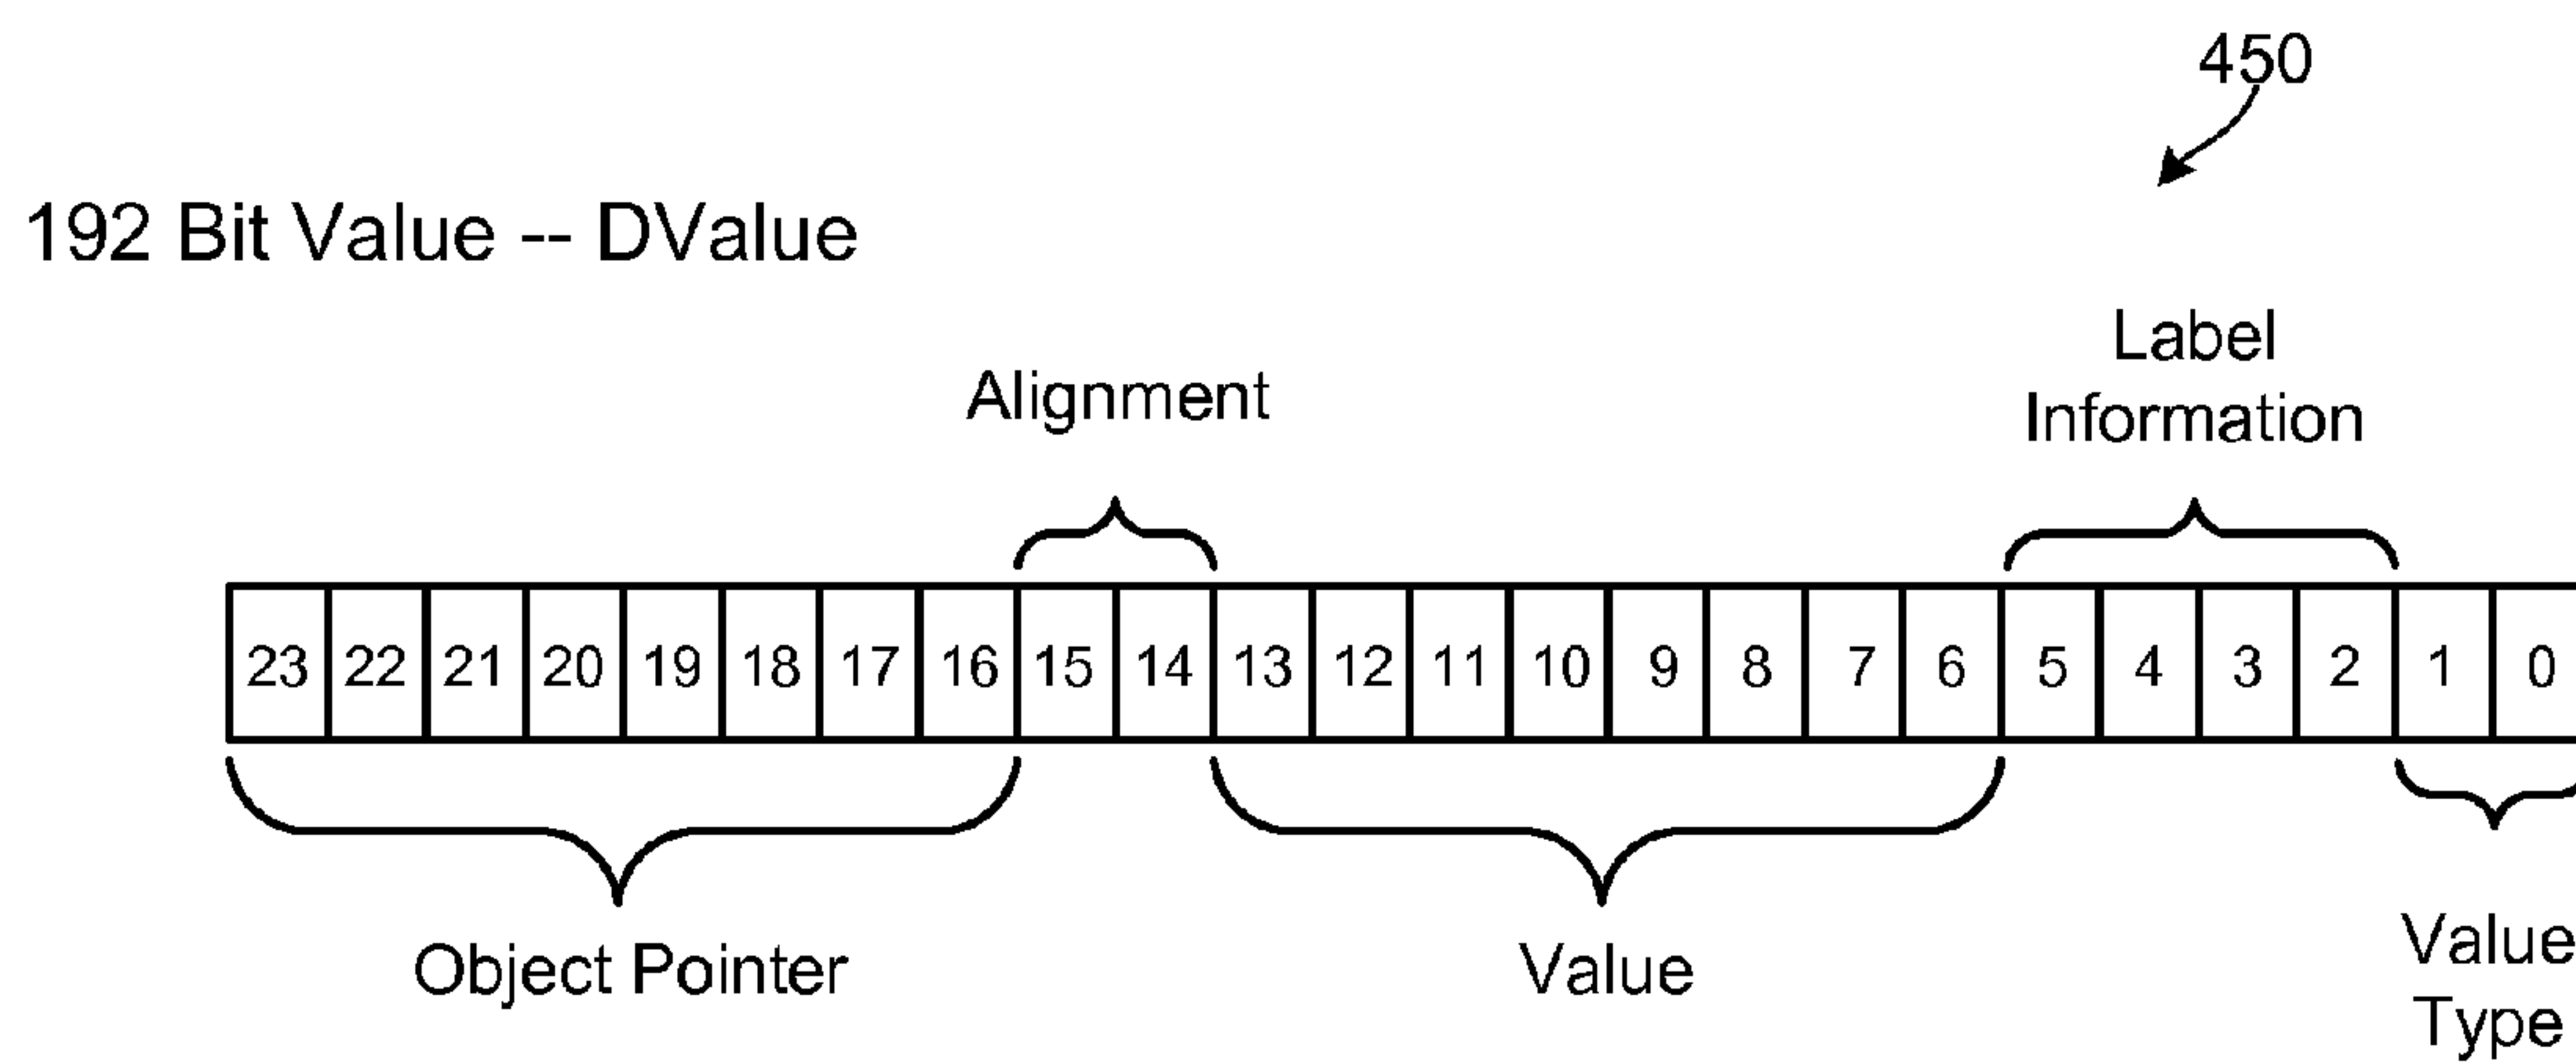 450
192 Bit Value -- DValue
Label
Information
Alignment
23 22 21 20 19 18 17 16 15 14 13 12 11 10 9 8 7 6 5 4 3 2 1 0
Object Pointer
Value
Value
Type